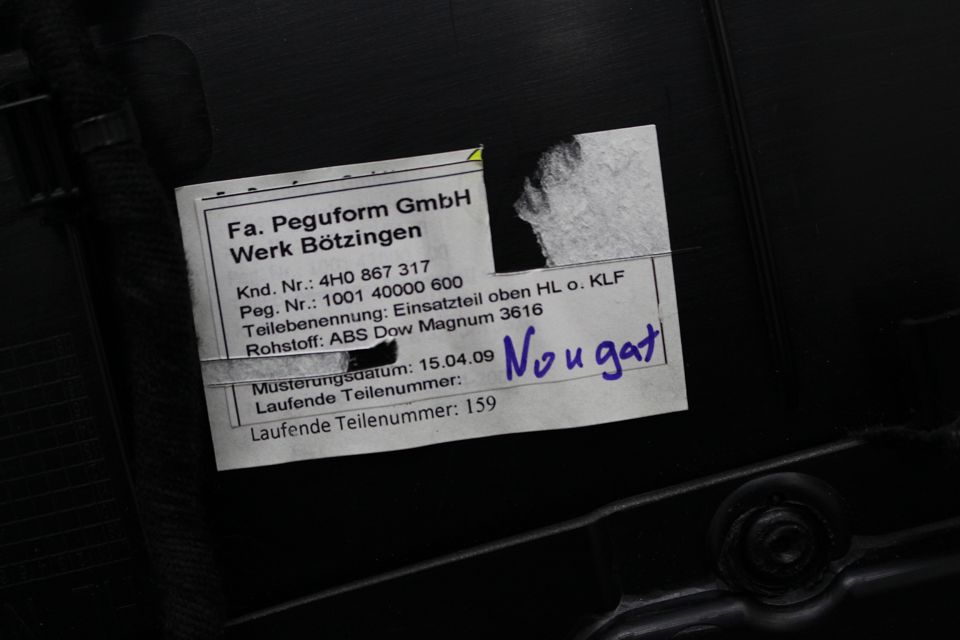 Fa. Peguform GmbH
Werk Bötzingen
Knd. Nr.: 4H0 867 317
Peg. Nr.: 1001 40000 600
Teilebenennung: Einsatzteil oben HL o. KLF
Rohstoff: ABS Dow Magnum 3616
Musterungsdatum: 15.04.09
Nougat
Laufende Teilenummer:
Laufende Teilenummer: 159